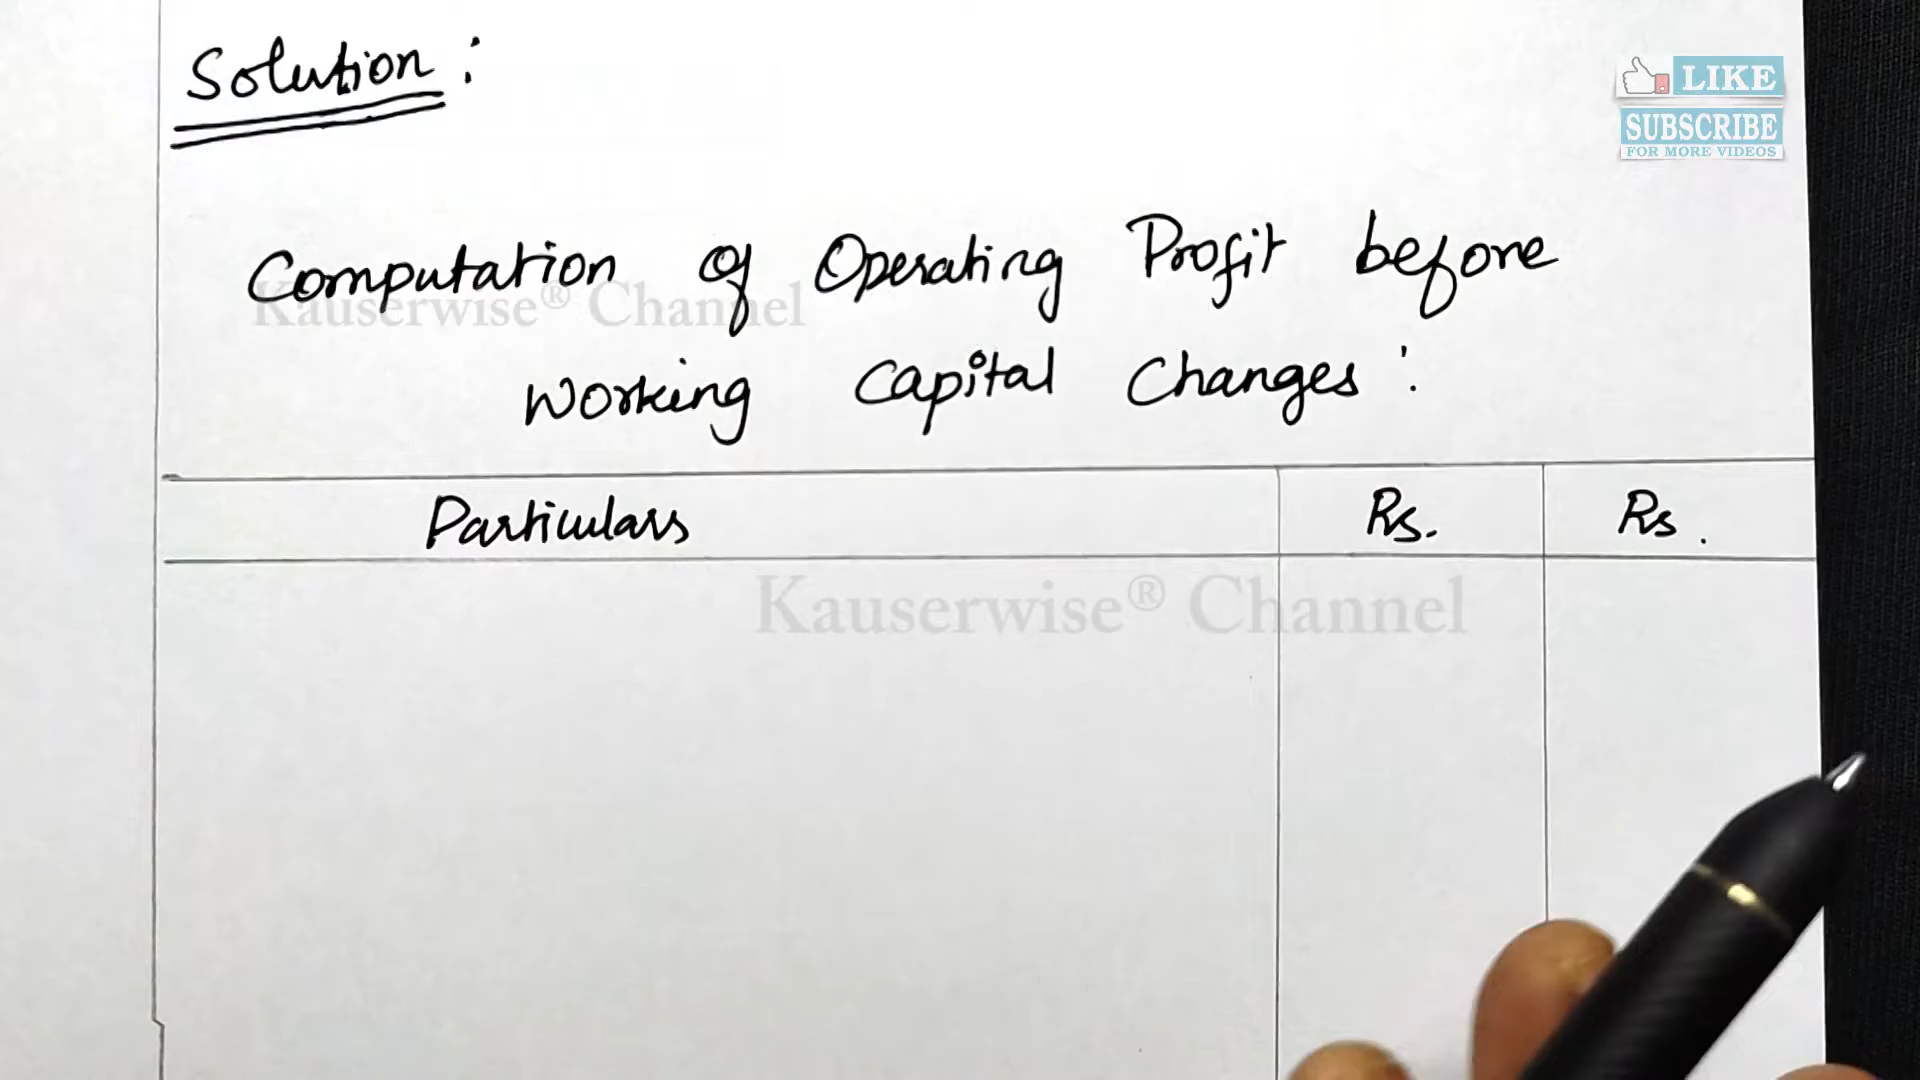 Solution :
LIKE
SUBSCRIBE
FOR MORE VIDEOS
Computation of Operating Profit before
Kauserwise® Channel
working capital changes :
Particulars Rs. Rs.
Kauserwise® Channel